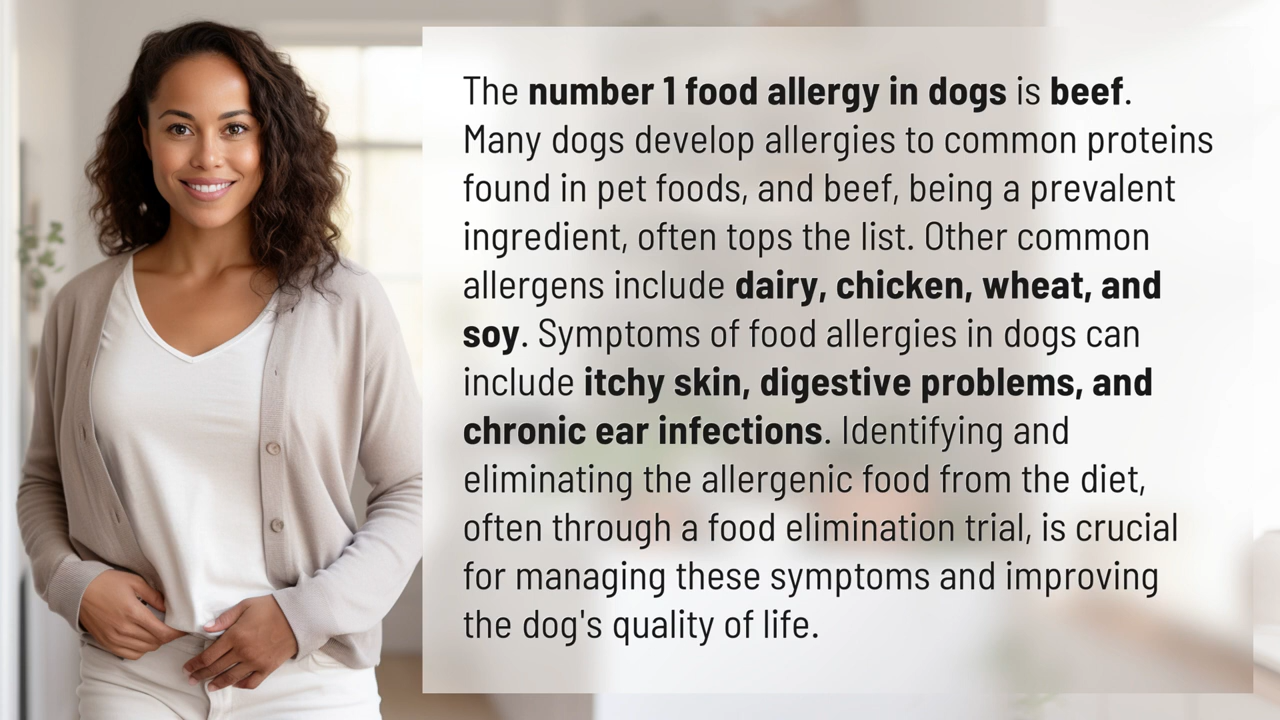 The number 1 food allergy in dogs is beef.
Many dogs develop allergies to common proteins
found in pet foods, and beef, being a prevalent
ingredient, often tops the list. Other common
allergens include dairy, chicken, wheat, and
soy. Symptoms of food allergies in dogs can
include itchy skin, digestive problems, and
chronic ear infections. Identifying and
eliminating the allergenic food from the diet,
often through a food elimination trial, is crucial
for managing these symptoms and improving
the dog's quality of life.